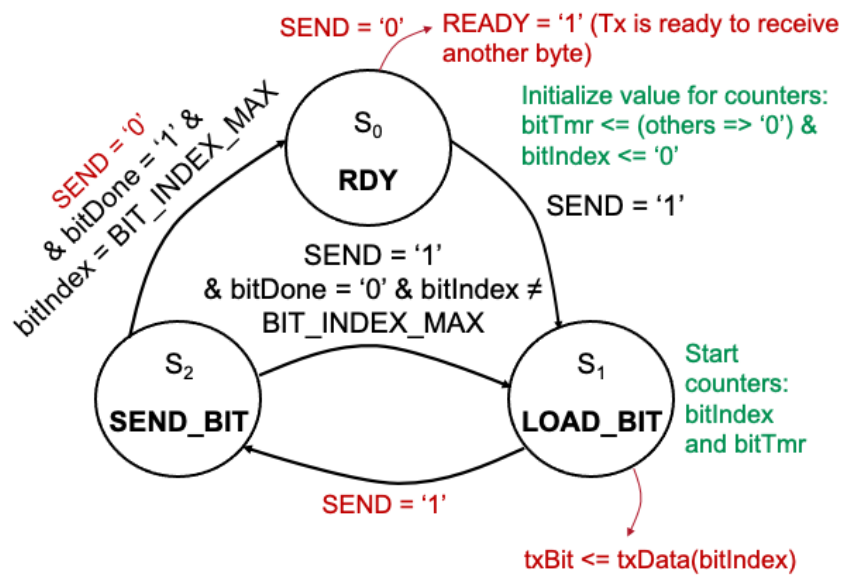 SEND = ‘0’
READY = ‘1’ (Tx is ready to receive
another byte)
Initialize value for counters:
bitTmr <= (others => ‘0’) &
bitIndex <= ‘0’
S0
RDY
SEND = ‘1’
SEND = ‘0’
& bitDone = ‘1’ &
bitIndex = BIT_INDEX_MAX
SEND = ‘1’
& bitDone = ‘0’ & bitIndex ≠
BIT_INDEX_MAX
S2
SEND_BIT
S1
LOAD_BIT
Start
counters:
bitIndex
and bitTmr
SEND = ‘1’
txBit <= txData(bitIndex)